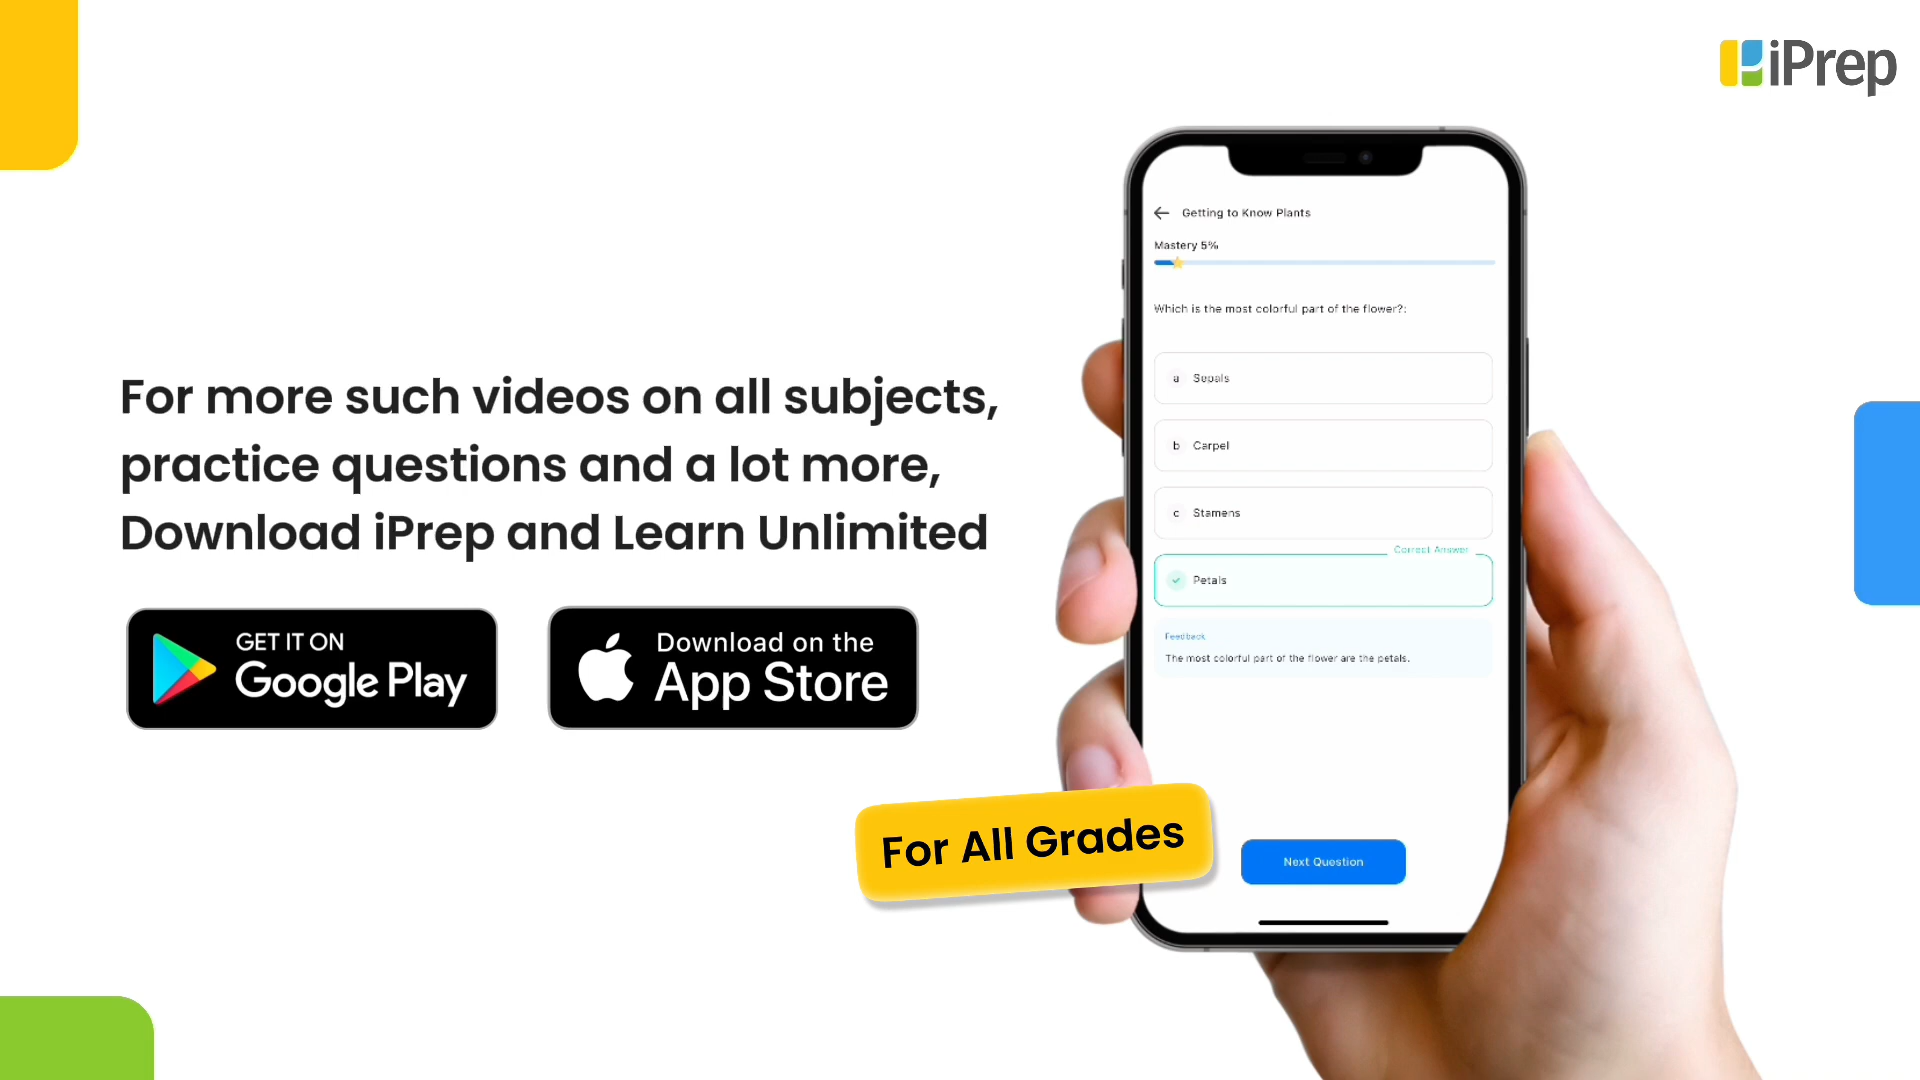 iPrep
Getting to Know Plants
Mastery 5%
Which is the most colorful part of the flower?:
a Sepals
b Carpel
c Stamens
Correct Answer
Petals
Feedback
The most colorful part of the flower are the petals.
Next Question
For more such videos on all subjects,
practice questions and a lot more,
Download iPrep and Learn Unlimited
GET IT ON
Google Play
Download on the
App Store
For All Grades